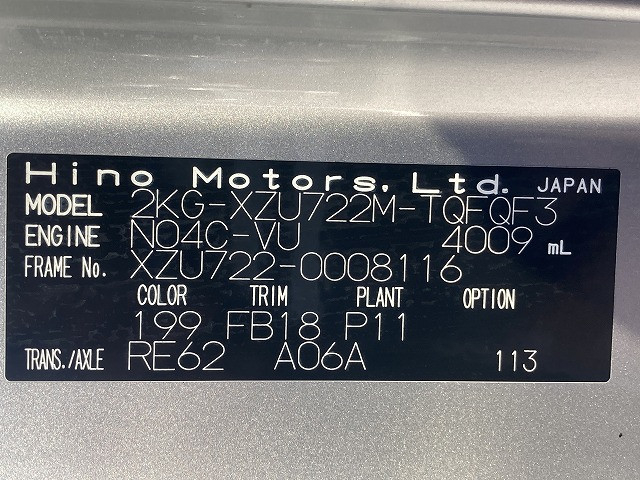 Hino Motors, Ltd. JAPAN
MODEL 2KG-XZU722M-TQFQF3
ENGINE N04C-VU 4009 mL
FRAME No. XZU722-0008116
COLOR TRIM PLANT OPTION
199 FB18 P11
TRANS./AXLE RE62 A06A 113